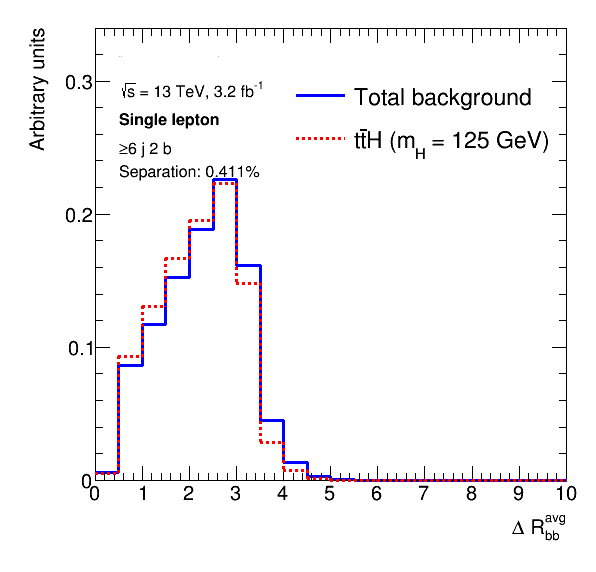 Arbitrary units
√s = 13 TeV, 3.2 fb⁻¹
Single lepton
≥6 j 2 b
Separation: 0.411%
Total background
tt̄H (m_H = 125 GeV)
0.3
0.2
0.1
0
0 1 2 3 4 5 6 7 8 9 10
Δ R_bb^avg